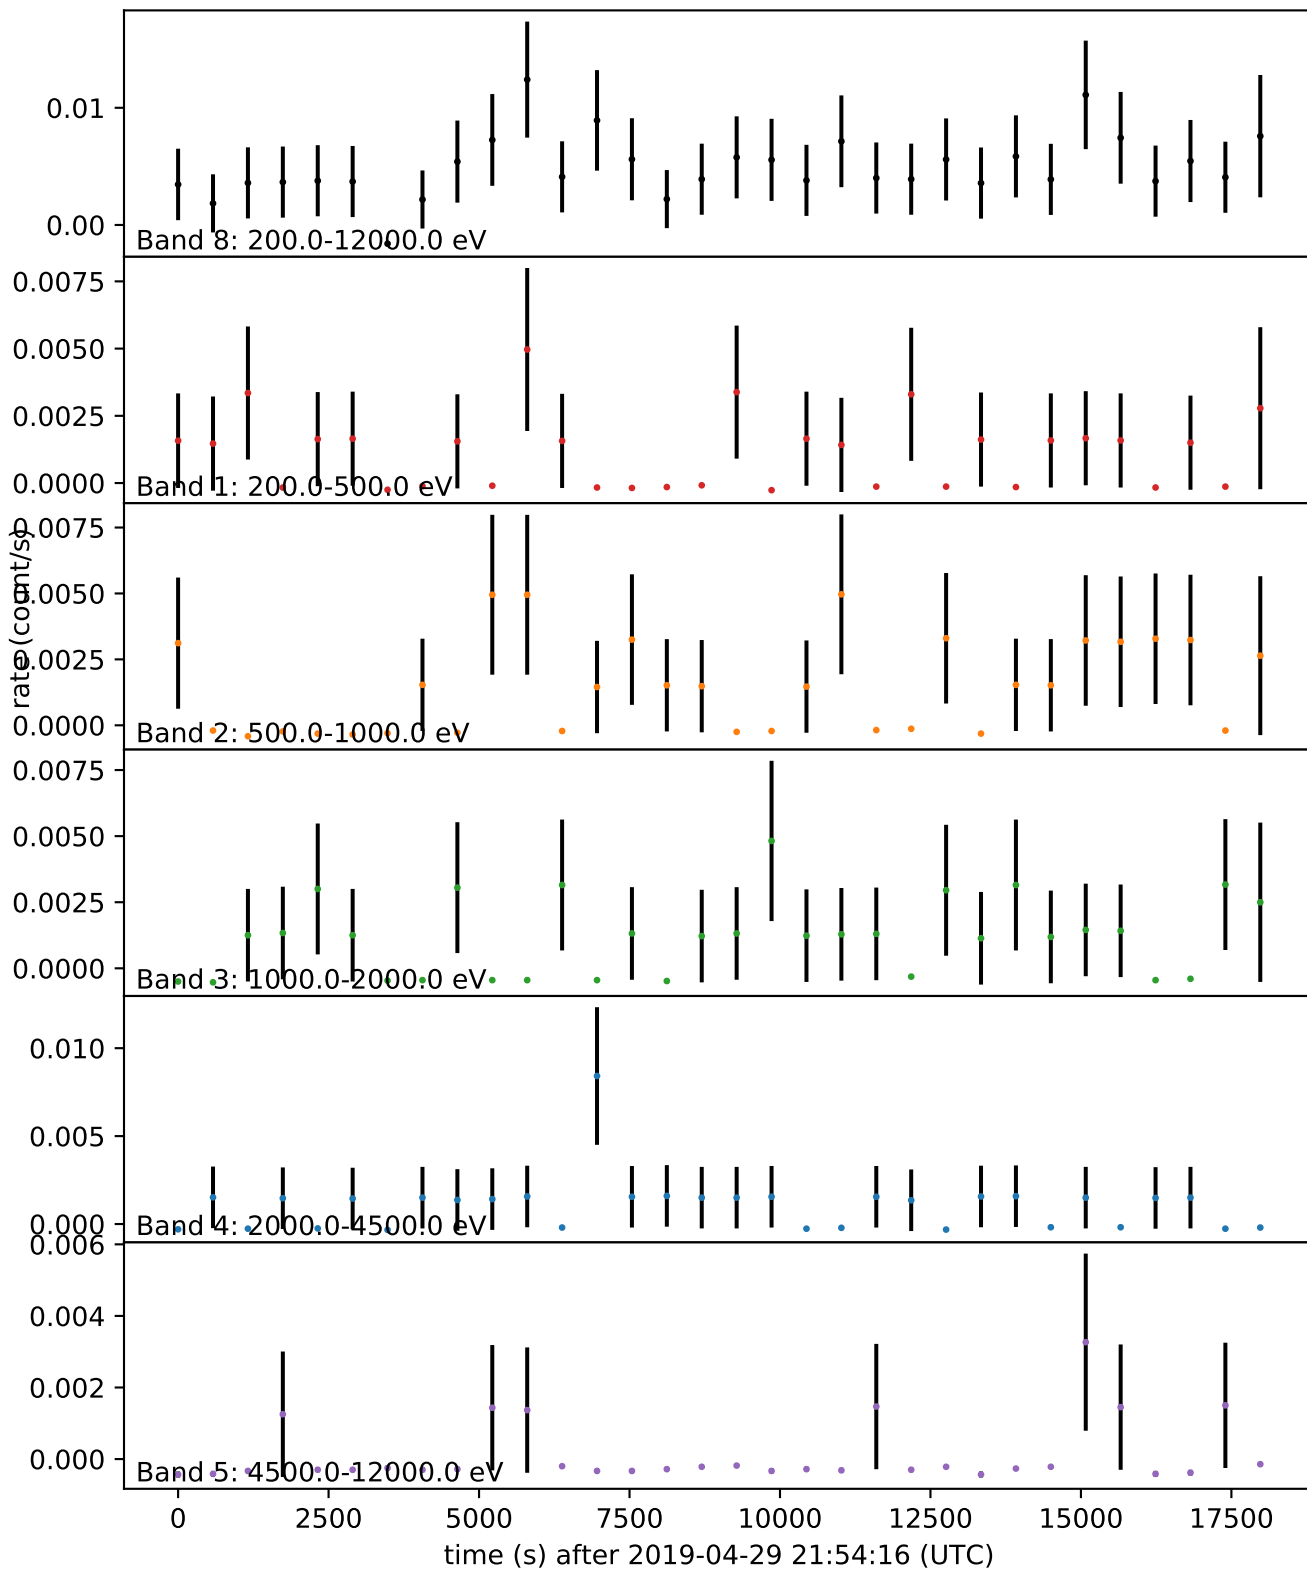 0.01
0.00
Band 8: 200.0-12000.0 eV
0.0075
0.0050
0.0025
0.0000
Band 1: 200.0-500.0 eV
rate (count/s)
0.0075
0.0050
0.0025
0.0000
Band 2: 500.0-1000.0 eV
0.0075
0.0050
0.0025
0.0000
Band 3: 1000.0-2000.0 eV
0.010
0.005
0.000
Band 4: 2000.0-4500.0 eV
0.006
0.004
0.002
0.000
Band 5: 4500.0-12000.0 eV
0 2500 5000 7500 10000 12500 15000 17500
time (s) after 2019-04-29 21:54:16 (UTC)